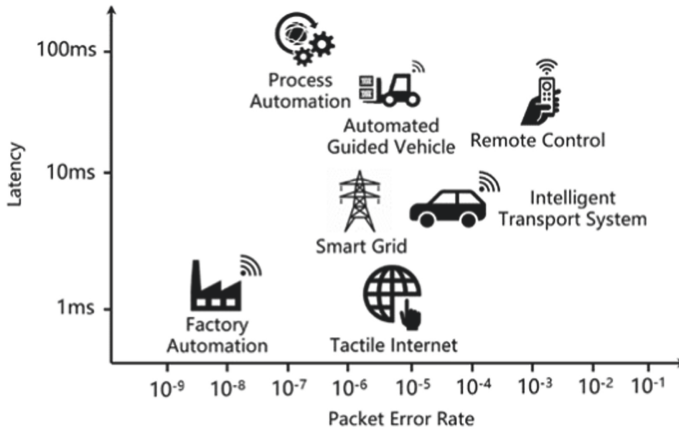 100ms
Process
Automation
Automated
Guided Vehicle
Remote Control
Latency
10ms
Intelligent
Transport System
Smart Grid
1ms
Factory
Automation
Tactile Internet
10-9 10-8 10-7 10-6 10-5 10-4 10-3 10-2 10-1
Packet Error Rate